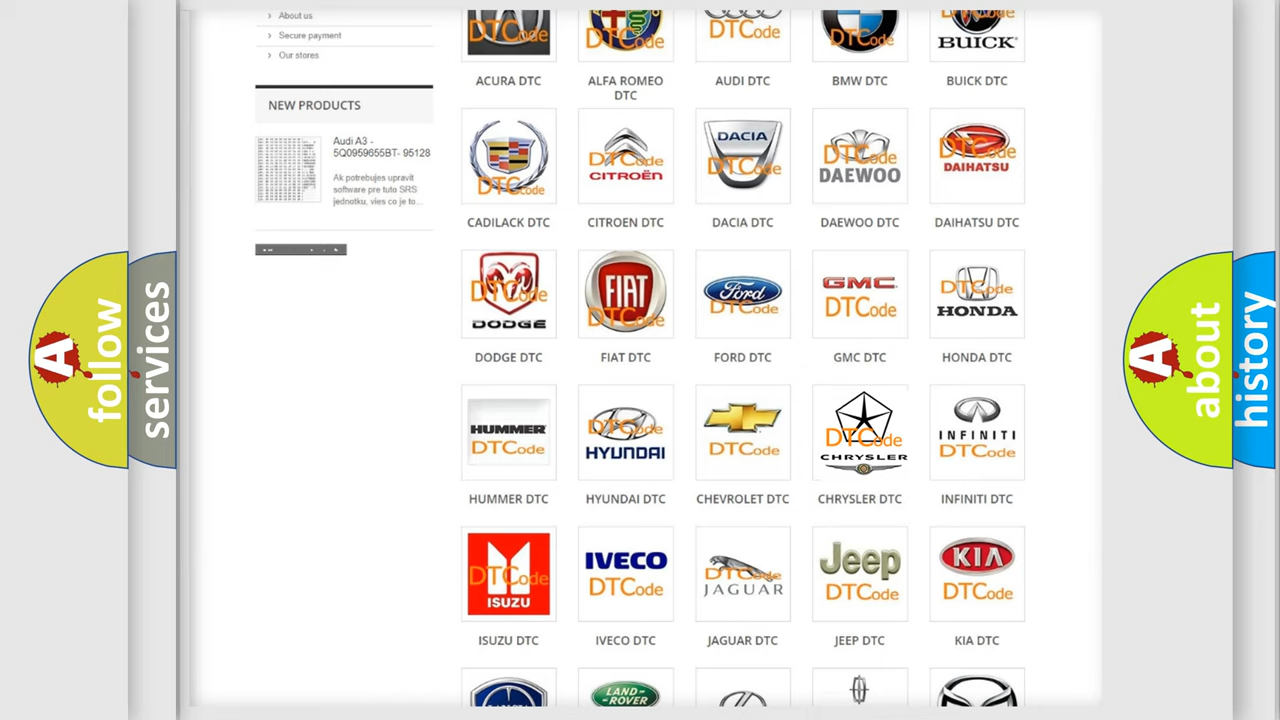 About us
Secure payment
Our stores
NEW PRODUCTS
Audi A3 -
5Q0959655BT- 95128
Ak potrebujes upravit
software pre tuto SRS
jednotku, vies co je to...
DTCode
DTCode
DTCode
DTCode
BUICK
ACURA DTC
ALFA ROMEO
DTC
AUDI DTC
BMW DTC
BUICK DTC
DTCode
DTCode
CITROËN
DACIA
DTCode
DTCode
DAEWOO
DTCode
DAIHATSU
CADILACK DTC
CITROEN DTC
DACIA DTC
DAEWOO DTC
DAIHATSU DTC
DTCode
DODGE
FIAT
DTCode
Ford
DTCode
GMC
DTCode
DTCode
HONDA
DODGE DTC
FIAT DTC
FORD DTC
GMC DTC
HONDA DTC
HUMMER
DTCode
DTCode
HYUNDAI
DTCode
DTCode
CHRYSLER
INFINITI
DTCode
HUMMER DTC
HYUNDAI DTC
CHEVROLET DTC
CHRYSLER DTC
INFINITI DTC
DTCode
ISUZU
IVECO
DTCode
DTCode
JAGUAR
Jeep
DTCode
KIA
DTCode
ISUZU DTC
IVECO DTC
JAGUAR DTC
JEEP DTC
KIA DTC
LAND-
ROVER
A
follow
services
A
about
history